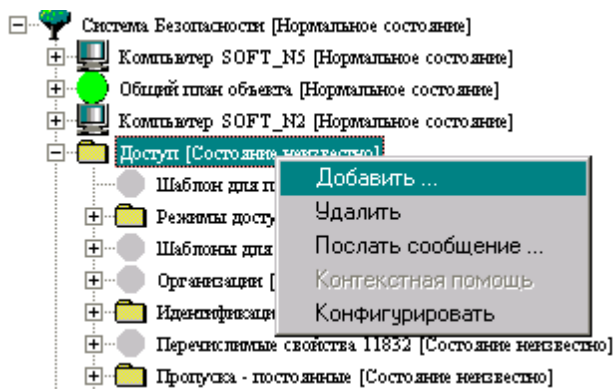 Система Безопасности [Нормальное состояние]
Компьютер SOFT_N5 [Нормальное состояние]
Общий план объекта [Нормальное состояние]
Компьютер SOFT_N2 [Нормальное состояние]
Доступ [Состояние неизвестно]
Шаблон для
Добавить ...
Режимы
Удалить
Шаблоны для
Послать сообщение ...
Организации [
Контекстная помощь
Конфигурировать
Перечислимые свойства 11832 [Состояние неизвестно]
Пропуска - постоянные [Состояние неизвестно]